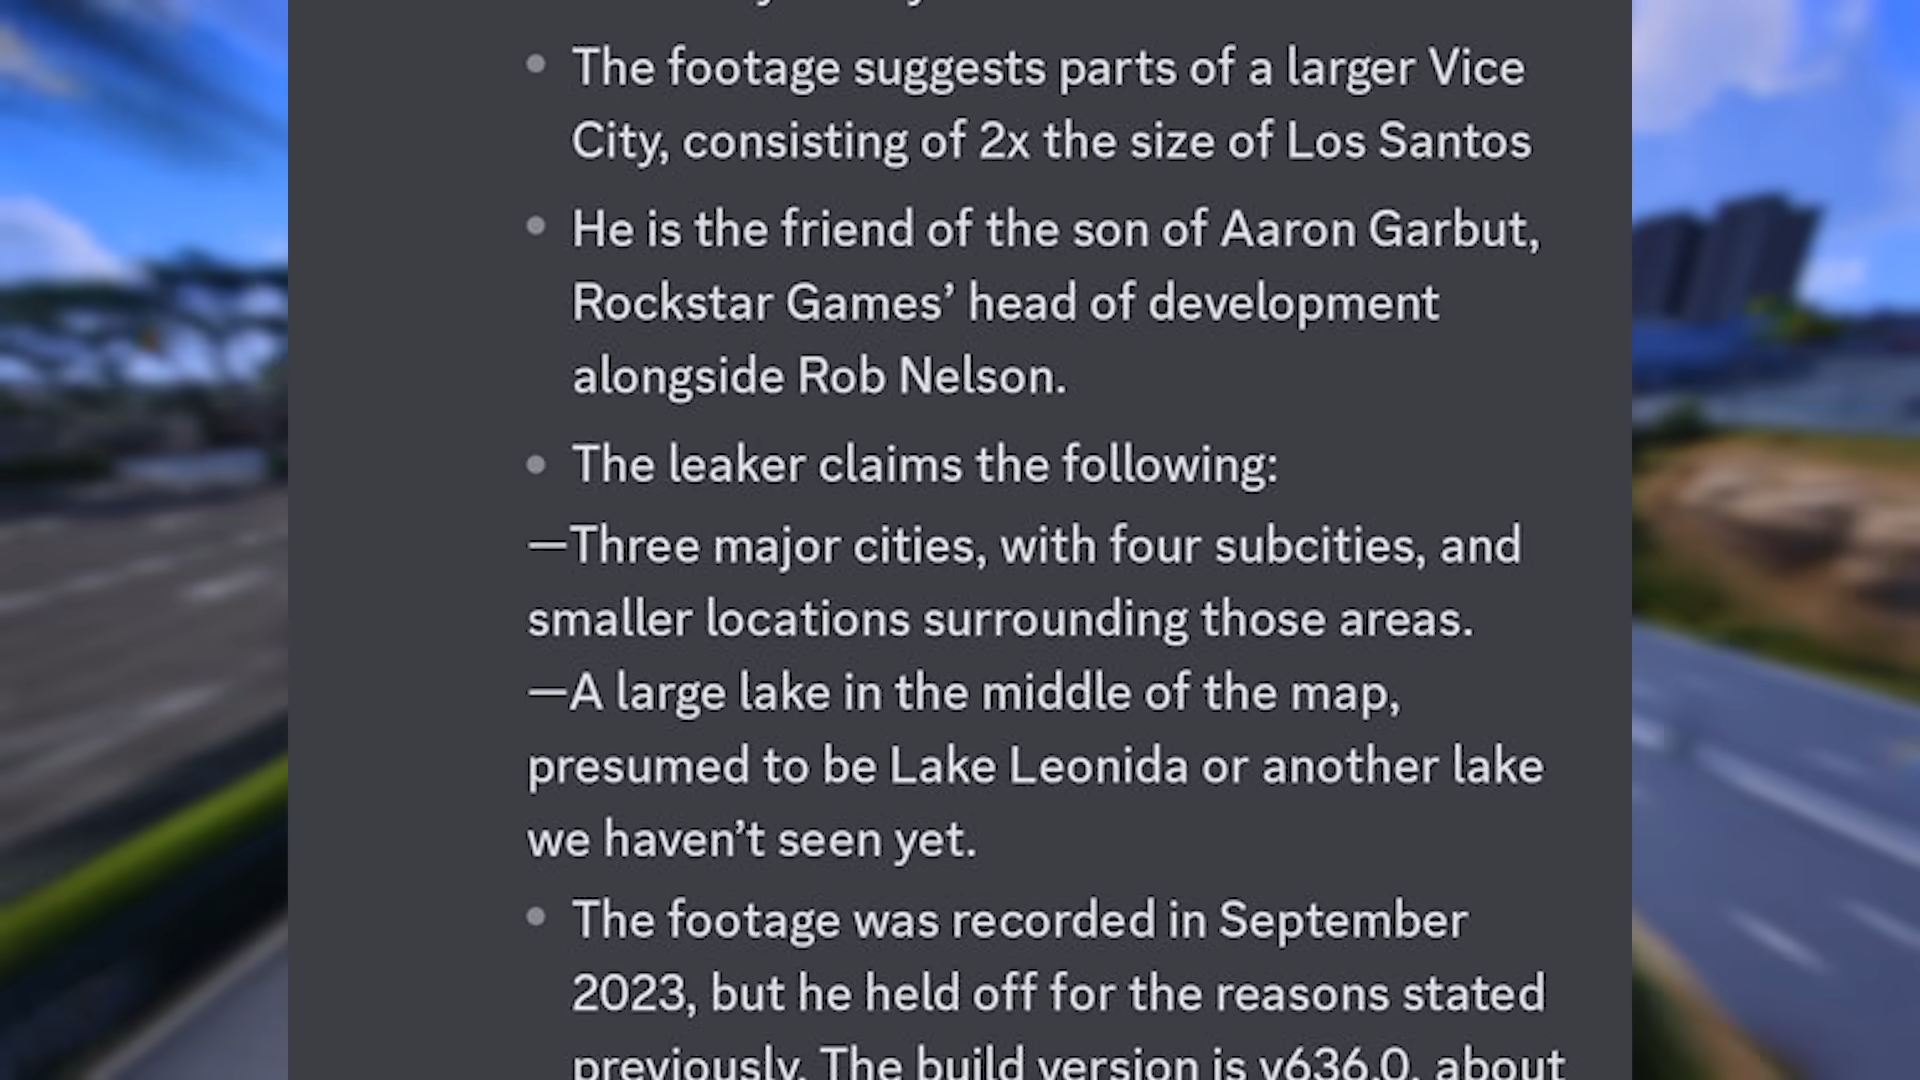 • The footage suggests parts of a larger Vice
City, consisting of 2x the size of Los Santos
• He is the friend of the son of Aaron Garbut,
Rockstar Games’ head of development
alongside Rob Nelson.
• The leaker claims the following:
—Three major cities, with four subcities, and
smaller locations surrounding those areas.
—A large lake in the middle of the map,
presumed to be Lake Leonida or another lake
we haven’t seen yet.
• The footage was recorded in September
2023, but he held off for the reasons stated
previously. The build version is v636.0, about